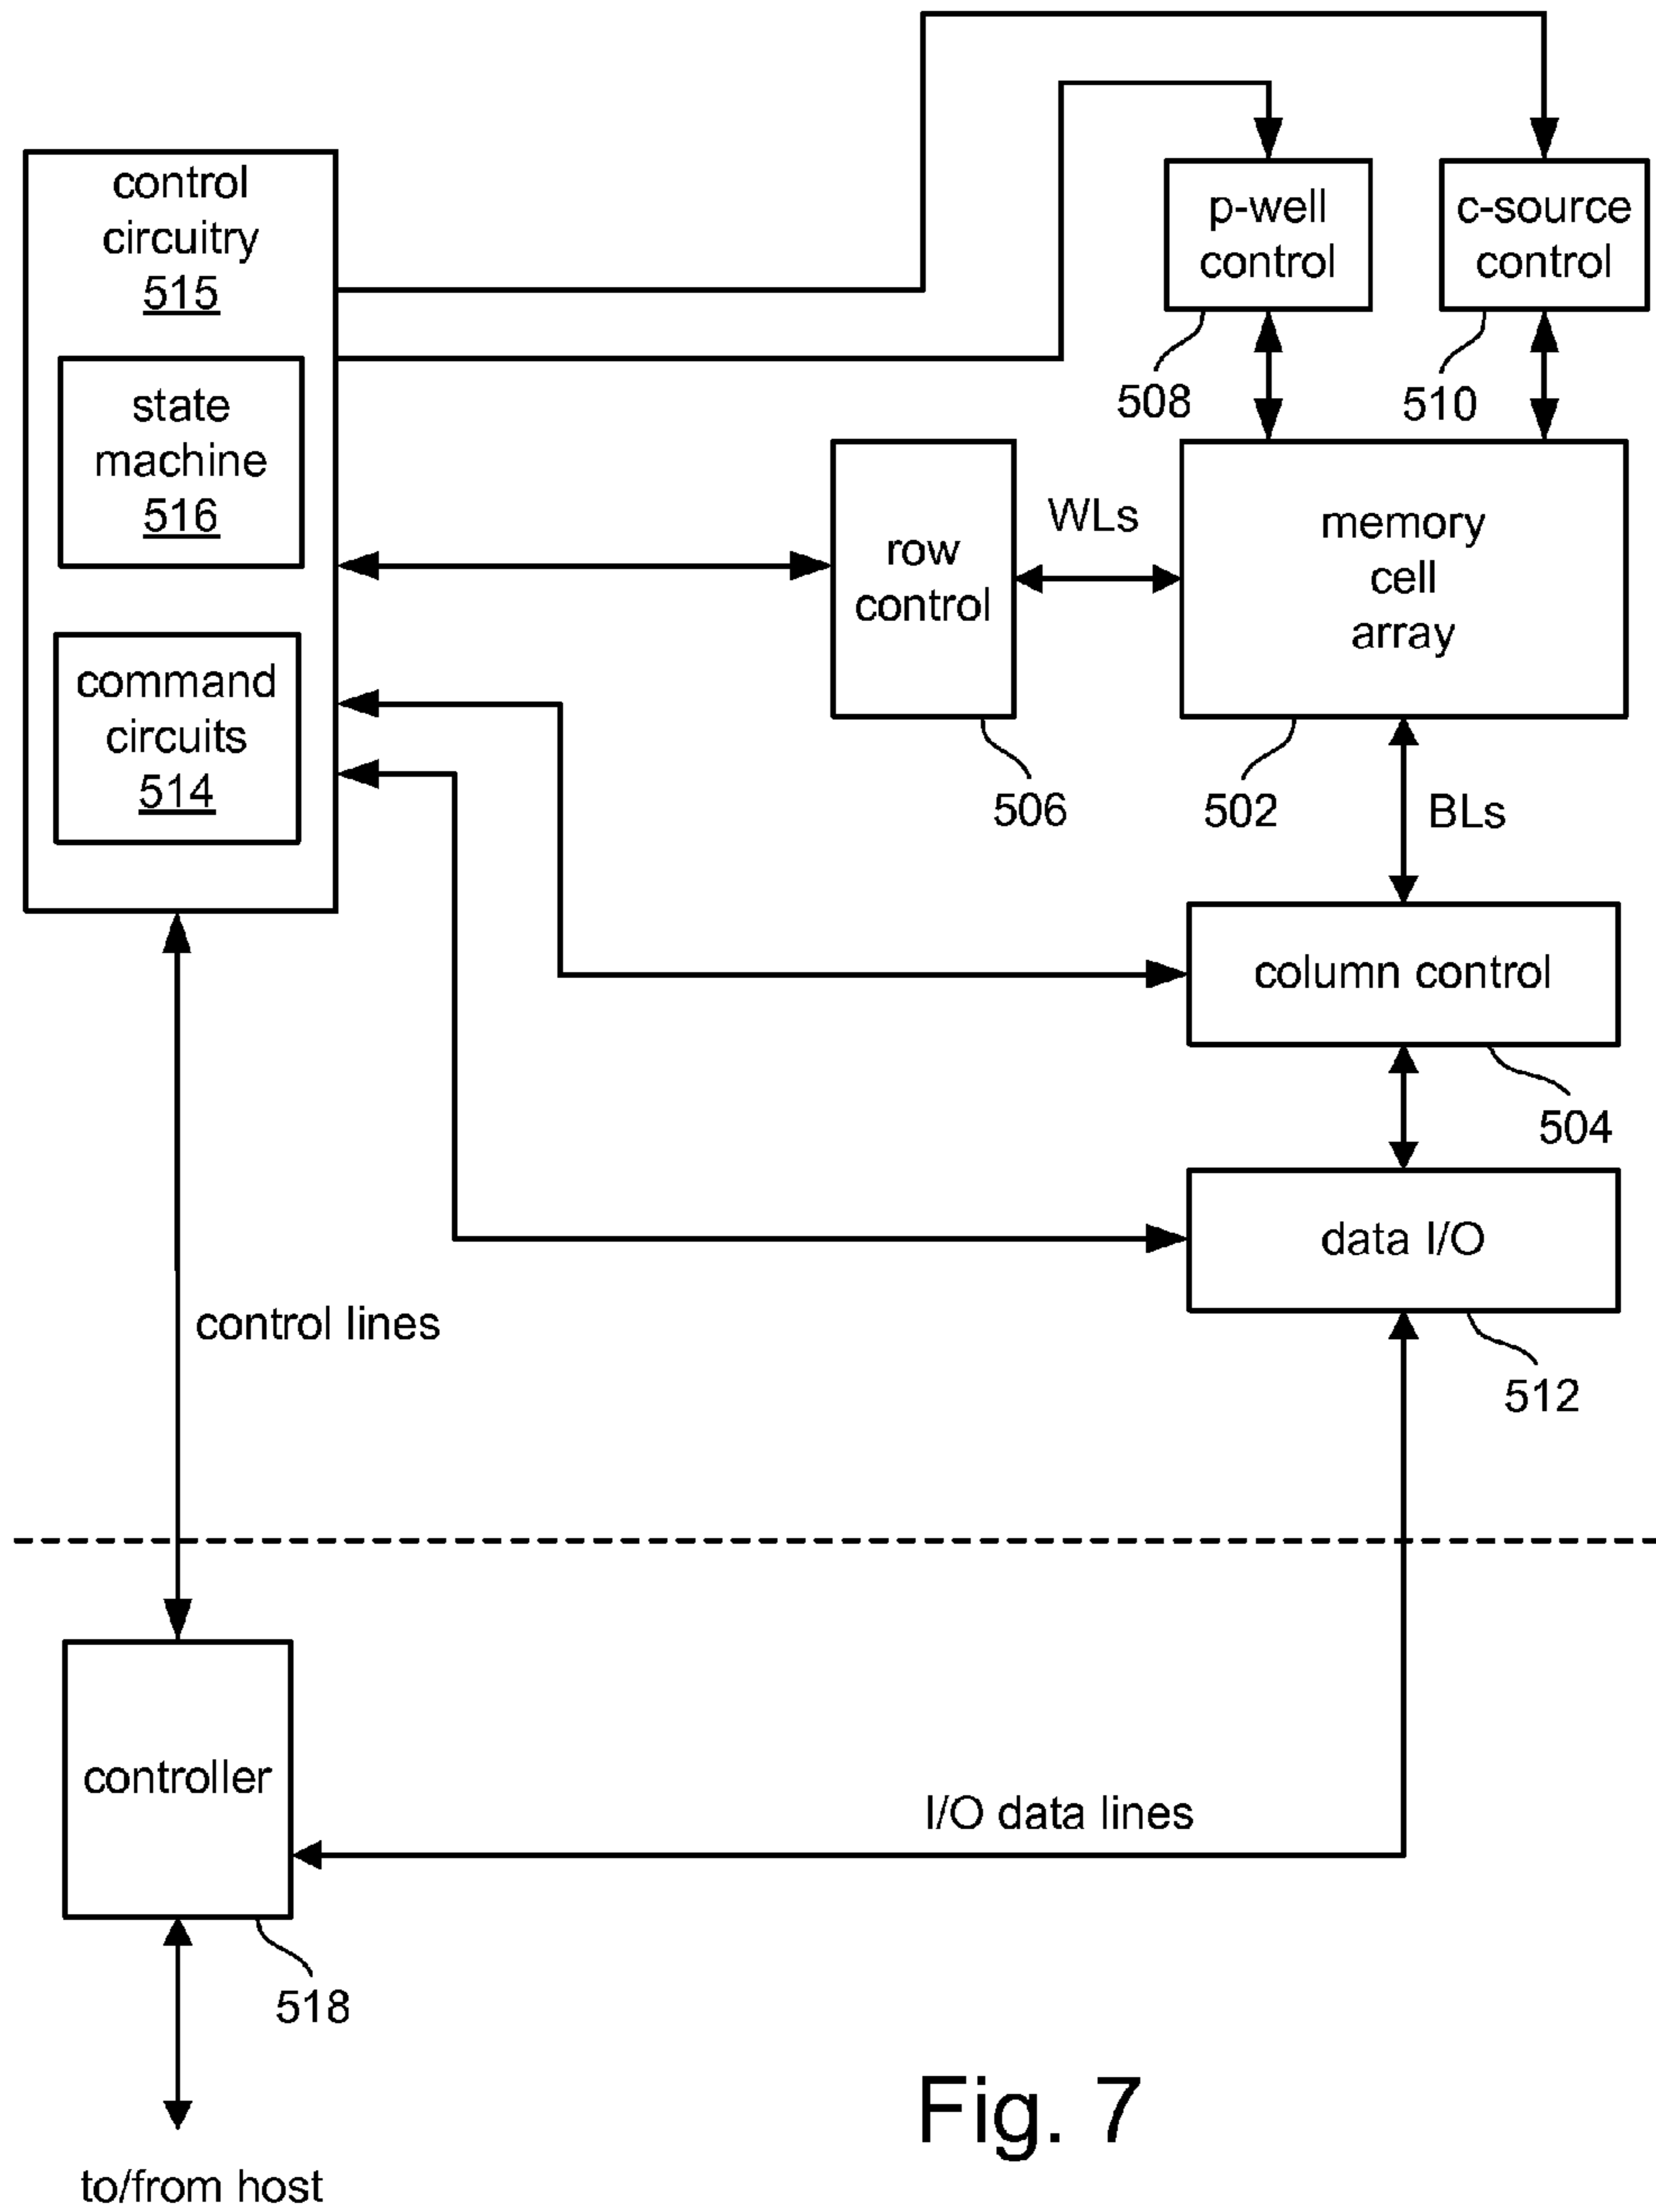 control
circuitry
515
state
machine
516
command
circuits
514
p-well
control
508
c-source
control
510
row
control
506
WLs
memory
cell
array
502
BLs
column control
504
data I/O
512
control lines
controller
518
I/O data lines
to/from host
Fig. 7